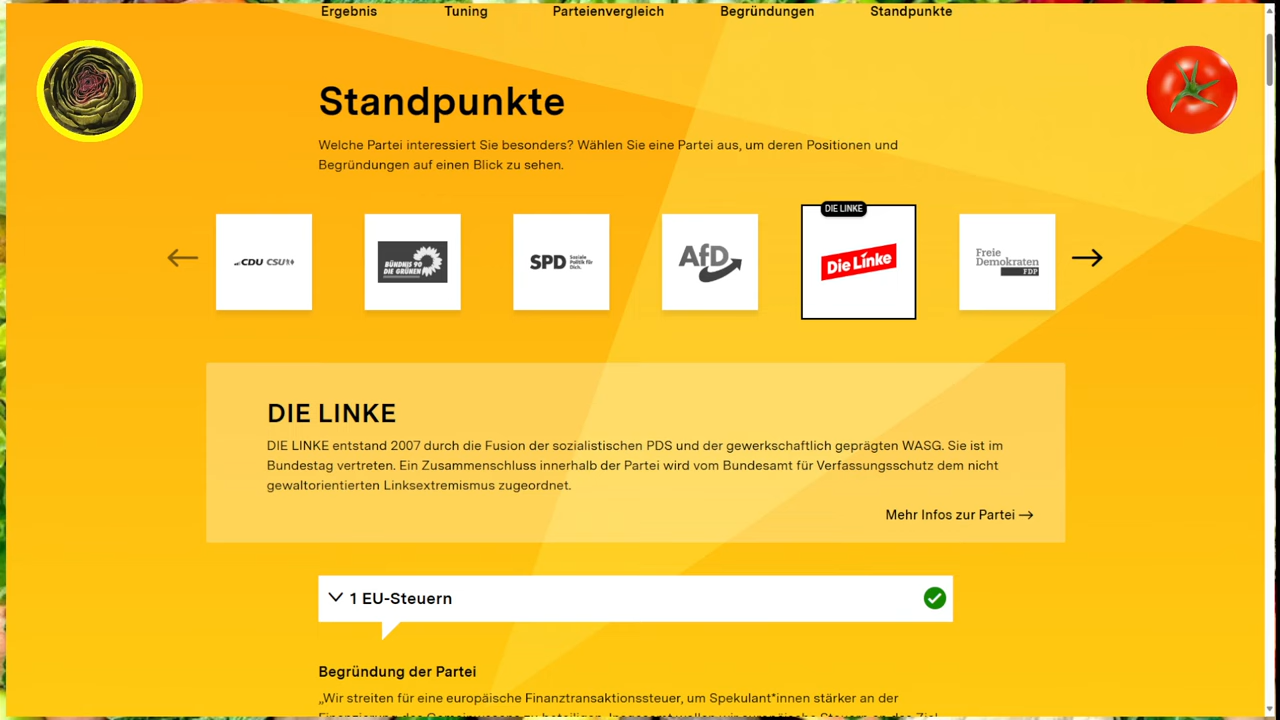 Ergebnis Tuning Parteienvergleich Begründungen Standpunkte
Standpunkte
Welche Partei interessiert Sie besonders? Wählen Sie eine Partei aus, um deren Positionen und
Begründungen auf einen Blick zu sehen.
CDU CSU
BÜNDNIS 90
DIE GRÜNEN
SPD Soziale
Politik für
Dich.
AfD
DIE LINKE
Die Linke
Freie
Demokraten
FDP
DIE LINKE
DIE LINKE entstand 2007 durch die Fusion der sozialistischen PDS und der gewerkschaftlich geprägten WASG. Sie ist im
Bundestag vertreten. Ein Zusammenschluss innerhalb der Partei wird vom Bundesamt für Verfassungsschutz dem nicht
gewaltorientierten Linksextremismus zugeordnet.
Mehr Infos zur Partei →
1 EU-Steuern
Begründung der Partei
„Wir streiten für eine europäische Finanztransaktionssteuer, um Spekulant*innen stärker an der